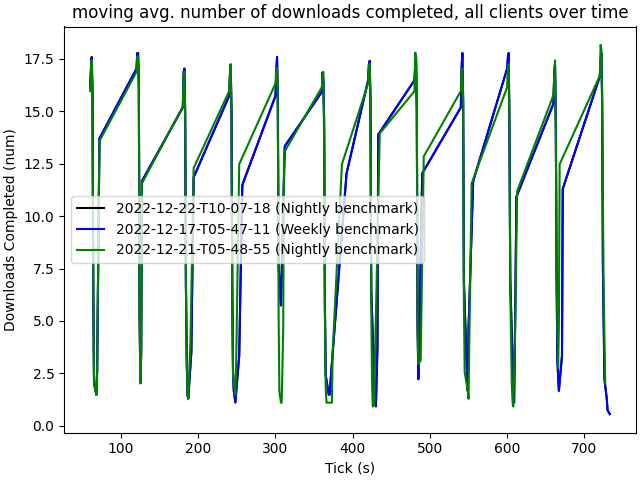 moving avg. number of downloads completed, all clients over time
17.5
15.0
12.5
10.0
7.5
5.0
2.5
0.0
Downloads Completed (num)
2022-12-22-T10-07-18 (Nightly benchmark)
2022-12-17-T05-47-11 (Weekly benchmark)
2022-12-21-T05-48-55 (Nightly benchmark)
100 200 300 400 500 600 700
Tick (s)